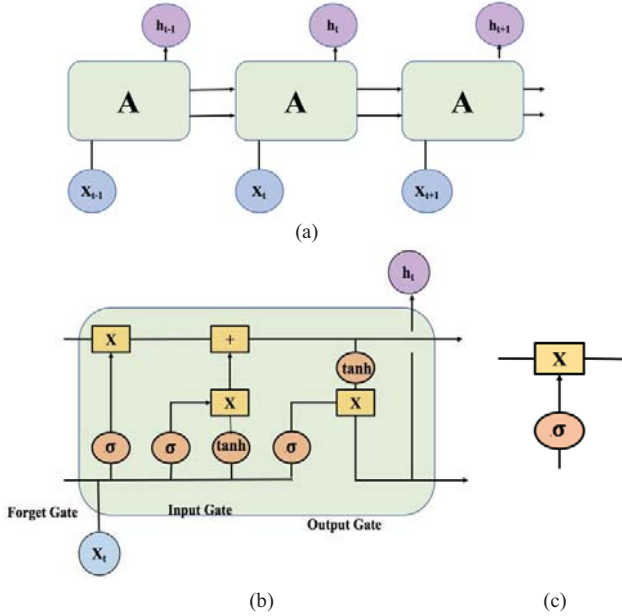 h_{t-1} h_t h_{t+1}
A A A
X_{t-1} X_t X_{t+1}
(a)
h_t
X +
tanh
X X
σ σ tanh σ
Forget Gate Input Gate Output Gate
X_t
(b)
X
σ
(c)